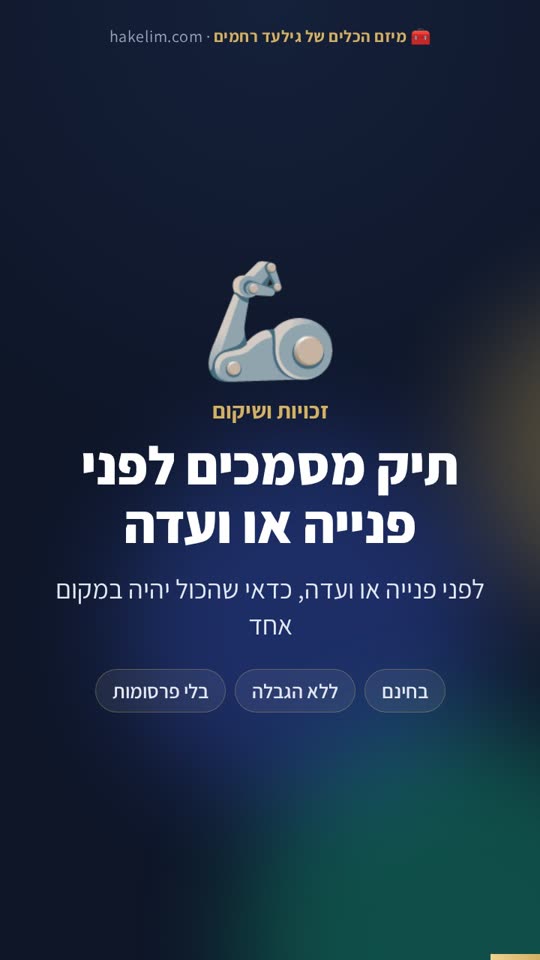 🧰 מיזם הכלים של גילעד רחמים · hakelim.com
זכויות ושיקום
תיק מסמכים לפני
פנייה או ועדה
לפני פנייה או ועדה, כדאי שהכול יהיה במקום
אחד
בחינם
ללא הגבלה
בלי פרסומות